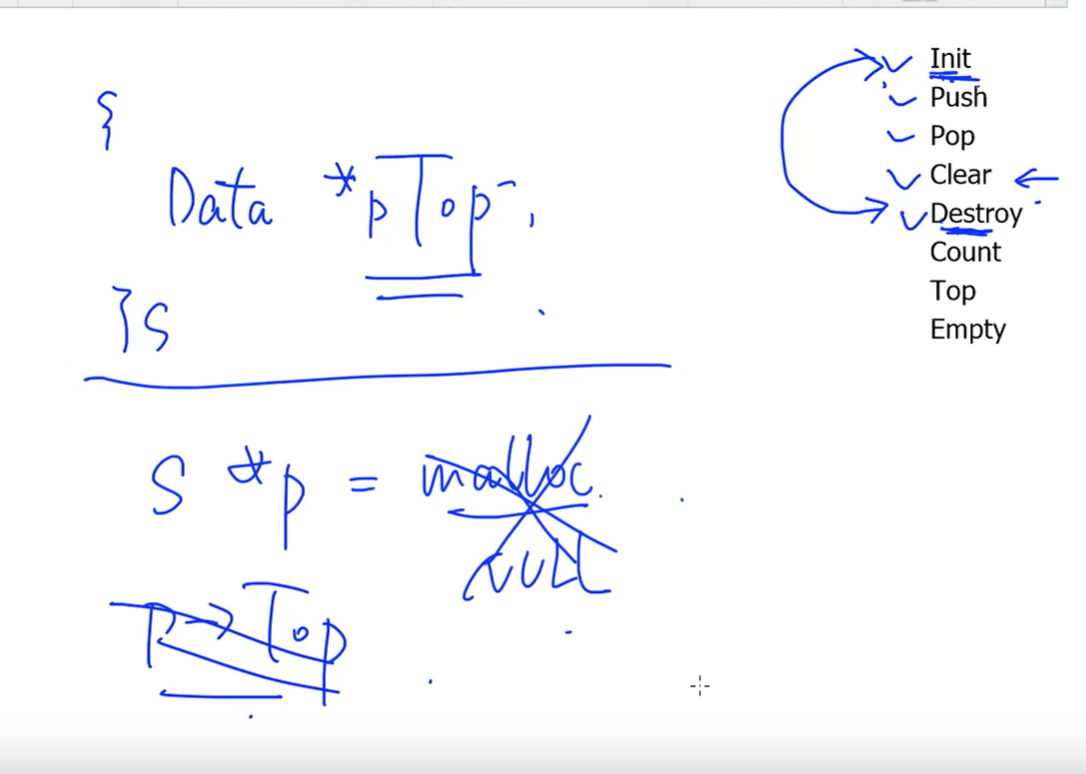 {
Data *pTop;
}S
S *p = malloc
NULL
p→Top
Init
Push
Pop
Clear
Destroy
Count
Top
Empty